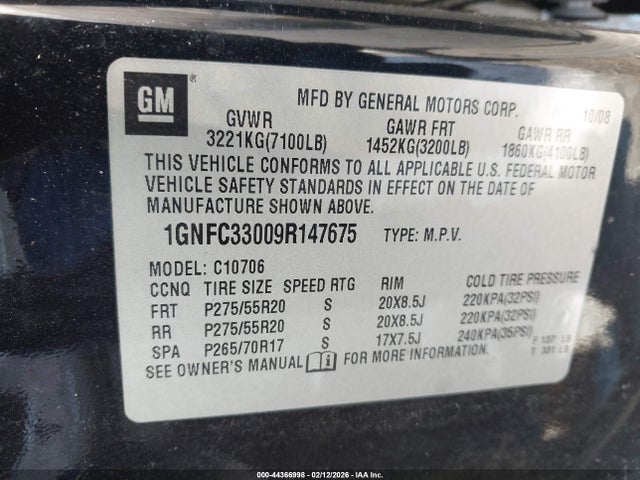 GM
MFD BY GENERAL MOTORS CORP. 10/08
GVWR GAWR FRT GAWR RR
3221KG(7100LB) 1452KG(3200LB) 1860KG(4100LB)
THIS VEHICLE CONFORMS TO ALL APPLICABLE U.S. FEDERAL MOTOR
VEHICLE SAFETY STANDARDS IN EFFECT ON THE DATE OF
MANUFACTURE SHOWN ABOVE.
1GNFC33009R147675 TYPE: M.P.V.
MODEL: C10706
CCNQ TIRE SIZE SPEED RTG RIM COLD TIRE PRESSURE
FRT P275/55R20 S 20X8.5J 220KPA(32PSI)
RR P275/55R20 S 20X8.5J 220KPA(32PSI)
SPA P265/70R17 S 17X7.5J 240KPA(35PSI)
SEE OWNER'S MANUAL FOR MORE INFORMATION.
F 137 LB
T 331 LB
000-44366998 - 02/12/2026 - IAA Inc.